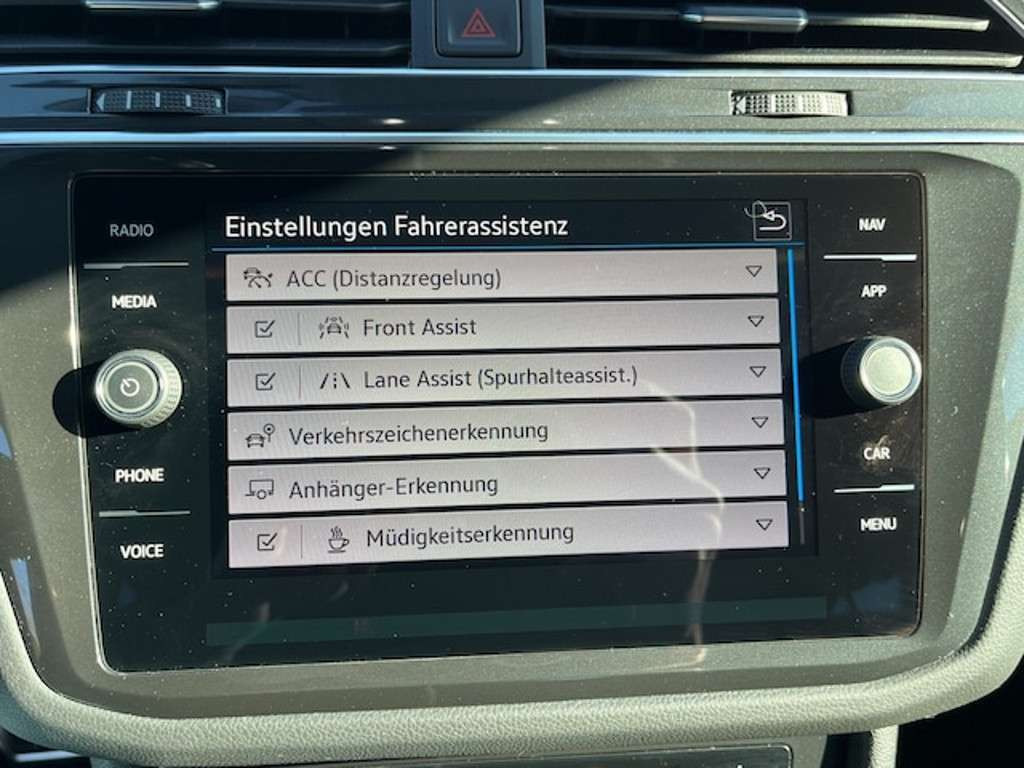 Einstellungen Fahrerassistenz
RADIO
MEDIA
PHONE
VOICE
ACC (Distanzregelung)
Front Assist
Lane Assist (Spurhalteassist.)
Verkehrszeichenerkennung
Anhänger-Erkennung
Müdigkeitserkennung
NAV
APP
CAR
MENU